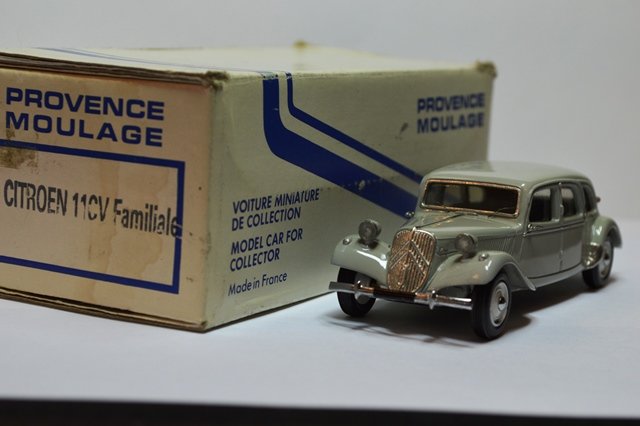 PROVENCE
MOULAGE
CITROEN 11CV Familiale
PROVENCE
MOULAGE
VOITURE MINIATURE
DE COLLECTION
MODEL CAR FOR
COLLECTOR
Made in France